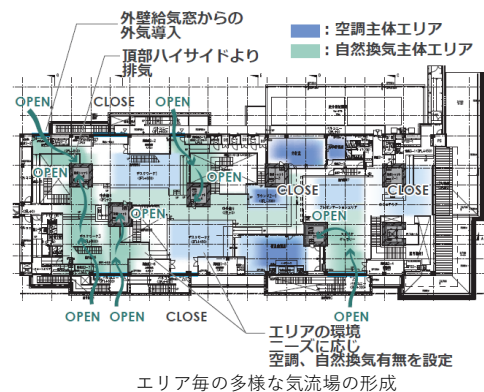 外壁給気窓からの
外気導入
：空調主体エリア
：自然換気主体エリア
頂部ハイサイドより
排気
OPEN
CLOSE
OPEN
OPEN
OPEN
CLOSE
CLOSE
OPEN
OPEN
OPEN
OPEN
CLOSE
OPEN
エリアの環境
ニーズに応じ
空調、自然換気有無を設定
エリア毎の多様な気流場の形成